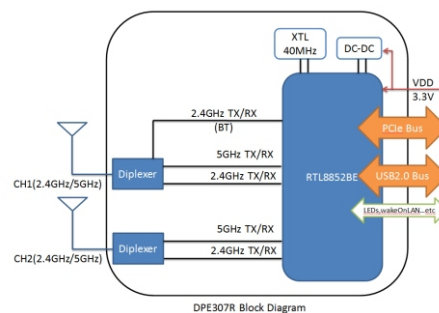 XTL
40MHz
DC-DC
VDD
3.3V
2.4GHz TX/RX
(BT)
PCIe Bus
5GHz TX/RX
Diplexer
2.4GHz TX/RX
CH1(2.4GHz/5GHz)
RTL8852BE
USB2.0 Bus
LEDs,wakeOnLAN...etc
5GHz TX/RX
Diplexer
2.4GHz TX/RX
CH2(2.4GHz/5GHz)
DPE307R Block Diagram